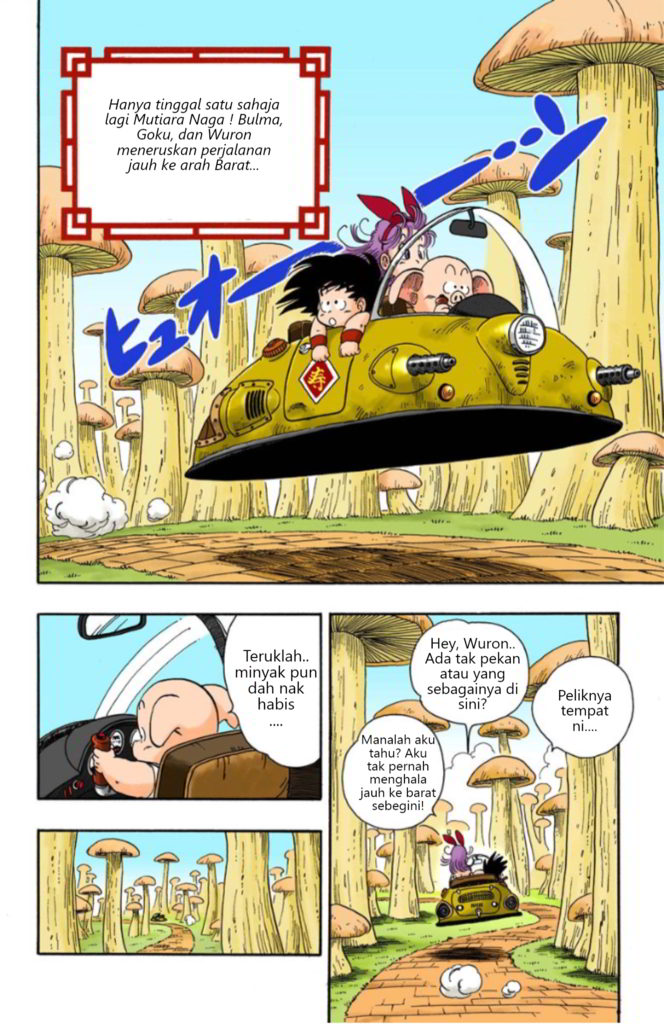 Hanya tinggal satu sahaja
lagi Mutiara Naga ! Bulma,
Goku, dan Wuron
meneruskan perjalanan
jauh ke arah Barat...
ヒュオーー・・・ッ
寿
Teruklah..
minyak pun
dah nak
habis
....
Hey, Wuron..
Ada tak pekan
atau yang
sebagainya di
sini?
Peliknya
tempat
ni....
Manalah aku
tahu? Aku
tak pernah
menghala
jauh ke barat
sebegini!